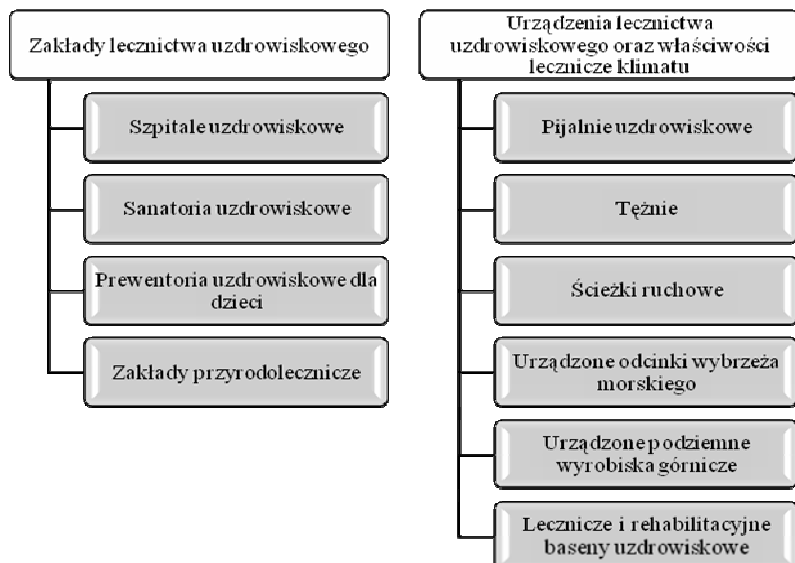 Zakłady lecznictwa uzdrowiskowego
Szpitale uzdrowiskowe
Sanatoria uzdrowiskowe
Prewentoria uzdrowiskowe dla
dzieci
Zakłady przyrodolecznicze
Urządzenia lecznictwa
uzdrowiskowego oraz właściwości
lecznicze klimatu
Pijalnie uzdrowiskowe
Tężnie
Ścieżki ruchowe
Urządzone odcinki wybrzeża
morskiego
Urządzone podziemne
wyrobiska górnicze
Lecznicze i rehabilitacyjne
baseny uzdrowiskowe